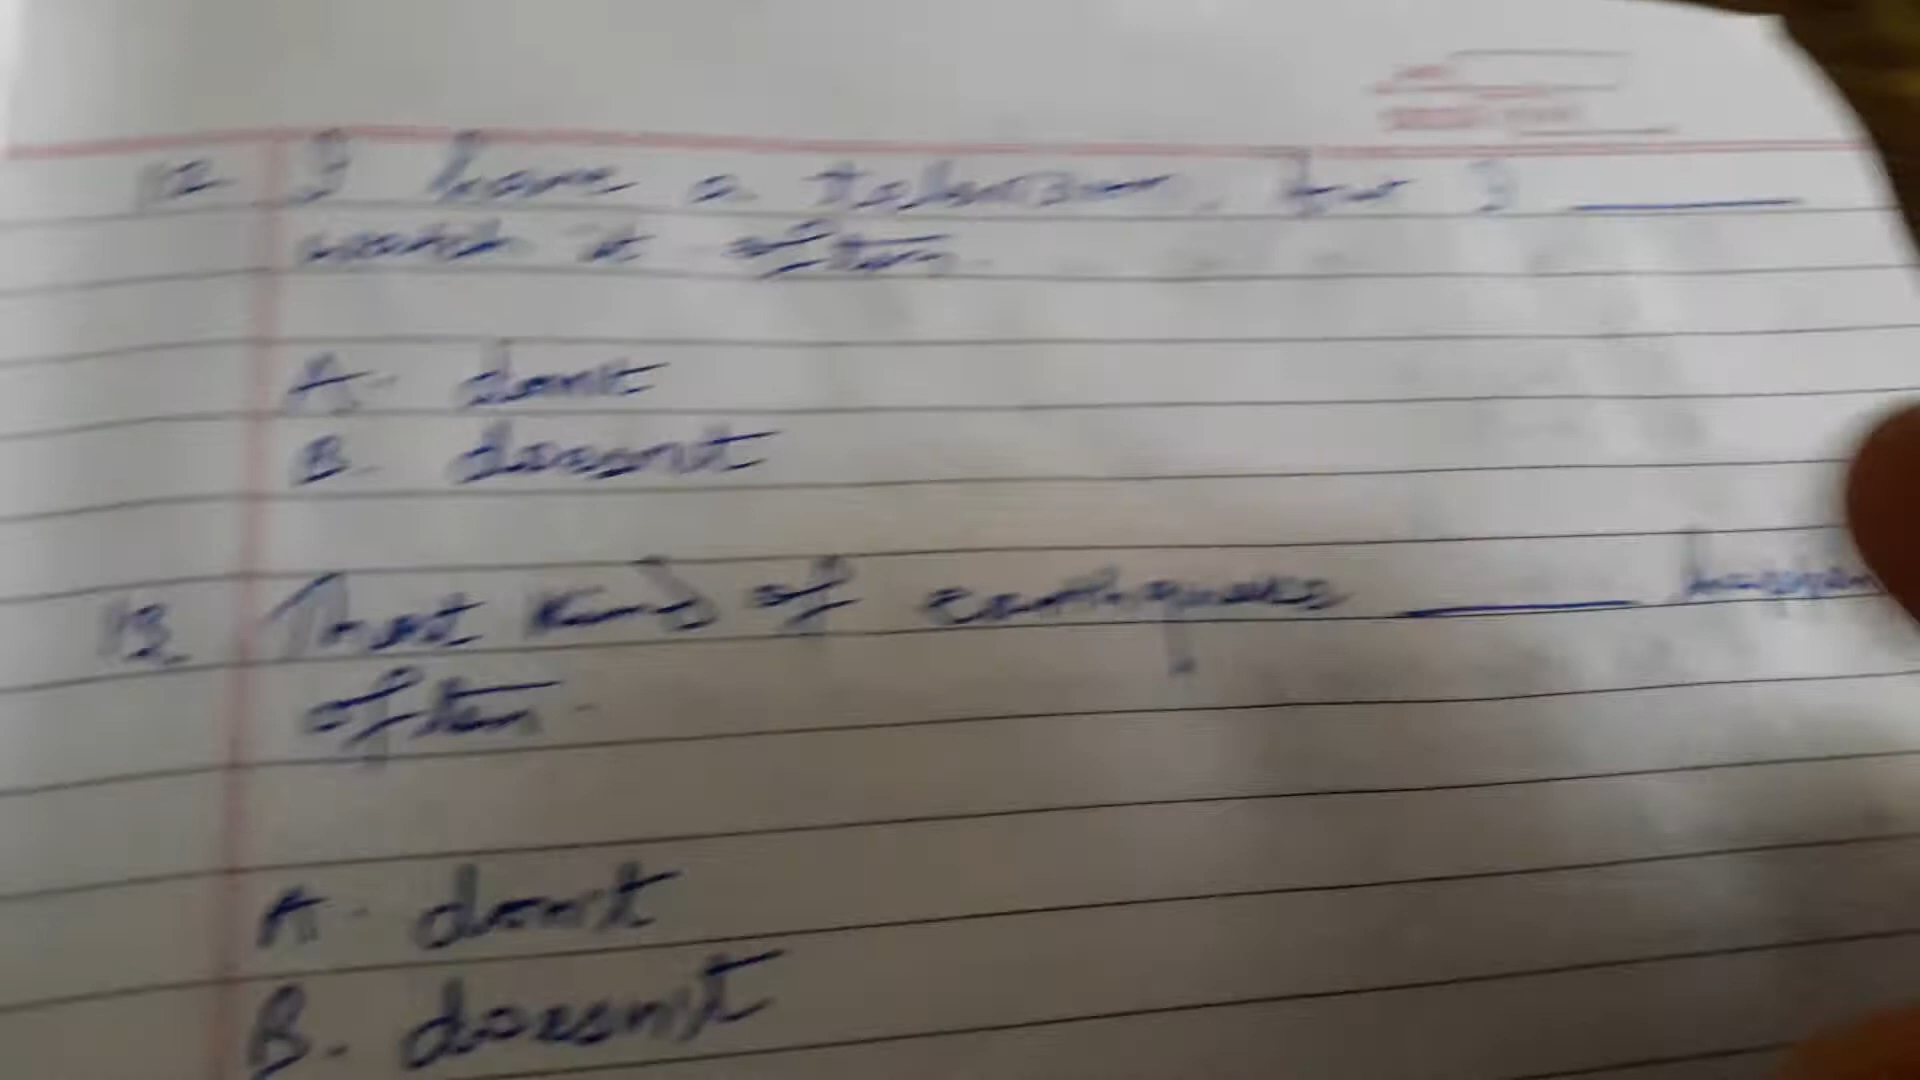 12. I have a television, but I ______
watch it often.
A. don't
B. doesn't
13. That kind of earthquake ______ happen
often.
A. don't
B. doesn't